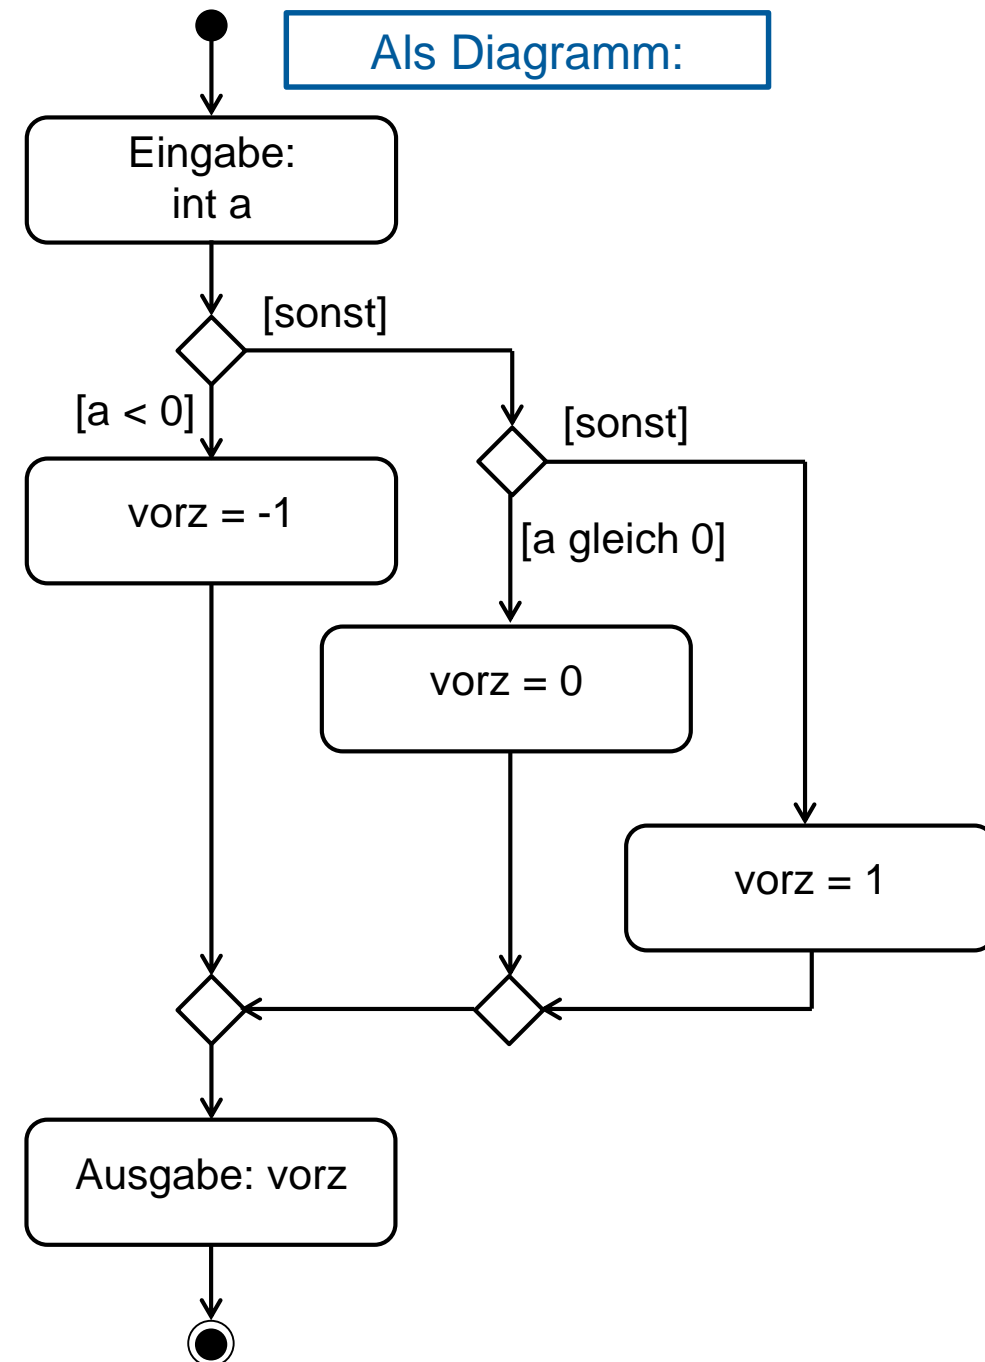 Als Diagramm:
Eingabe:
int a
[sonst]
[a < 0]
[sonst]
vorz = -1
[a gleich 0]
vorz = 0
vorz = 1
Ausgabe: vorz